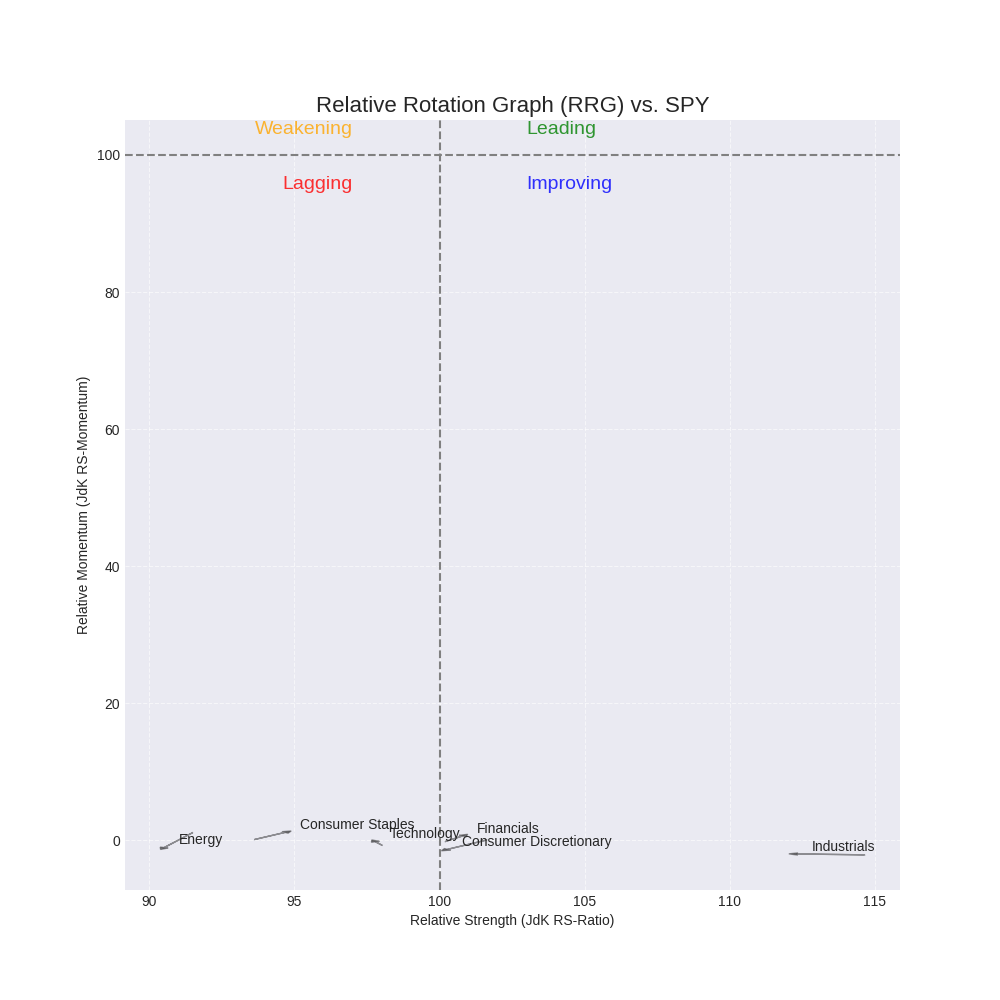 Relative Rotation Graph (RRG) vs. SPY
Weakening
Leading
100
Lagging
Improving
80
Relative Momentum (JdK RS-Momentum)
60
40
20
Consumer Staples
Technology
Financials
0
Energy
Consumer Discretionary
Industrials
90
95
100
105
110
115
Relative Strength (JdK RS-Ratio)